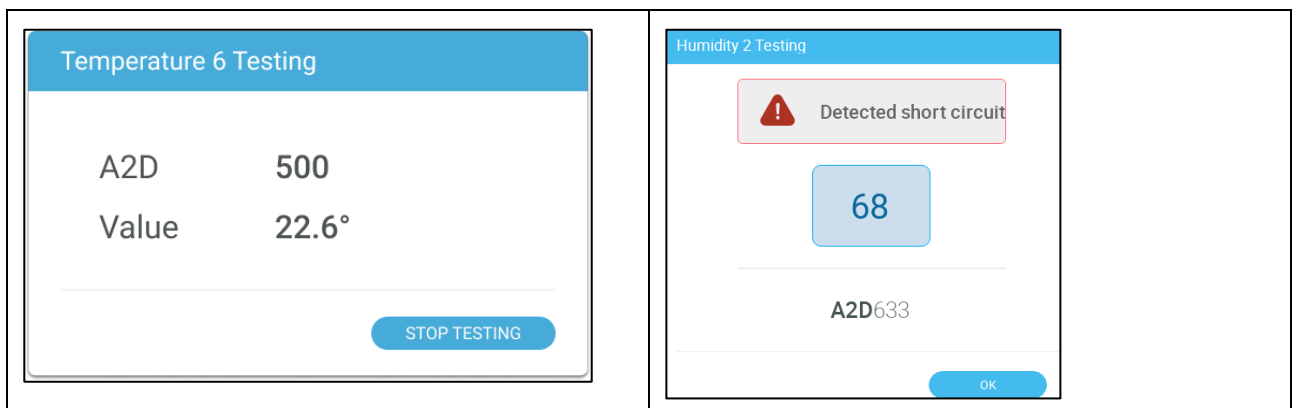 Temperature 6 Testing
A2D 500
Value 22.6°
STOP TESTING
Humidity 2 Testing
Detected short circuit
68
A2D633
OK